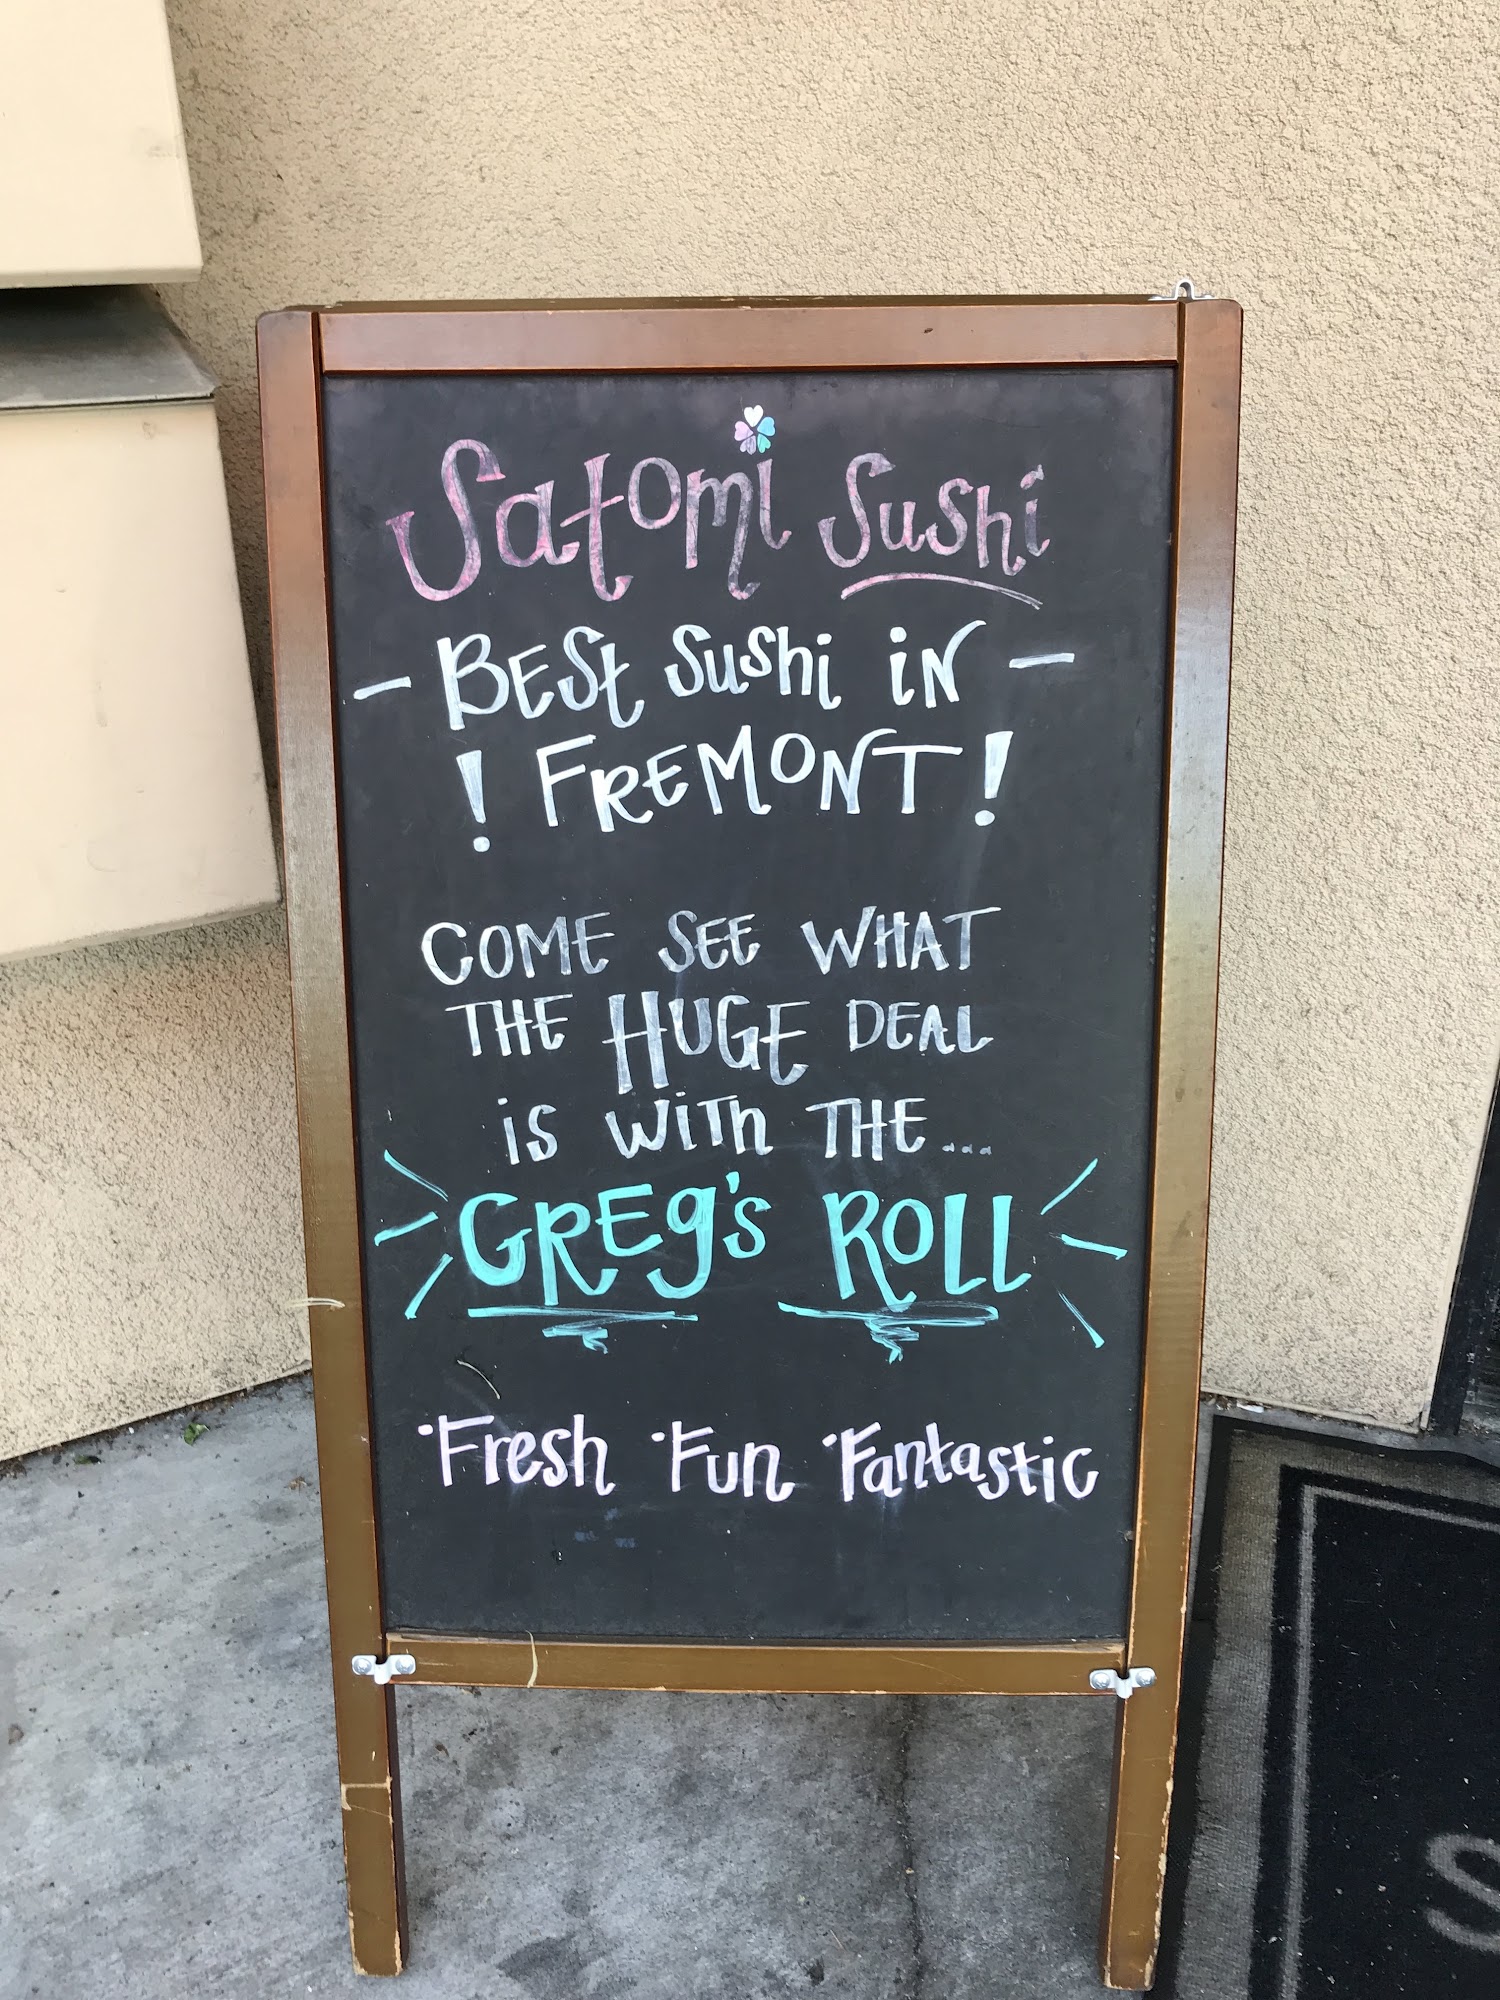 Satomi Sushi
- BESt Sushi iN -
! FREMONT !
COME SEE WHAT
THE HUGE DEAL
is WiTh THE...
GREg's ROLL
·Fresh ·Fun ·Fantastic
S